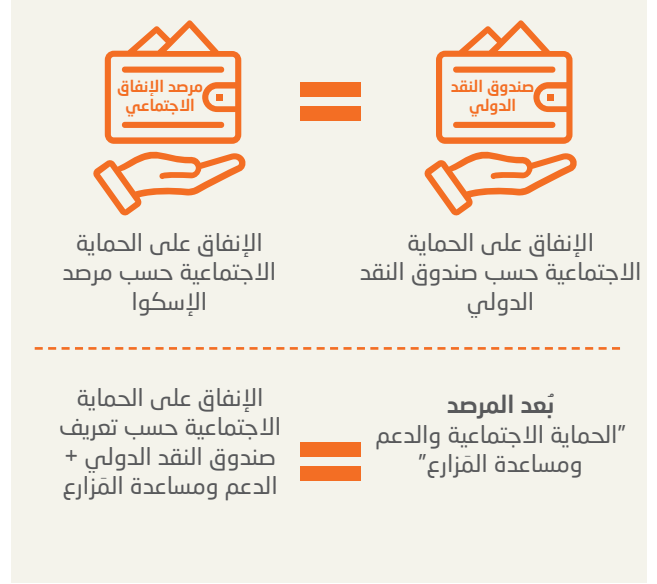 صندوق النقد
الدولي
مرصد الإنفاق
الاجتماعي
الإنفاق على الحماية
الاجتماعية حسب صندوق النقد
الدولي
الإنفاق على الحماية
الاجتماعية حسب مرصد
الإسكوا
بُعد المرصد
"الحماية الاجتماعية والدعم
ومساعدة المَزارع"
الإنفاق على الحماية
الاجتماعية حسب تعريف
صندوق النقد الدولي +
الدعم ومساعدة المَزارع